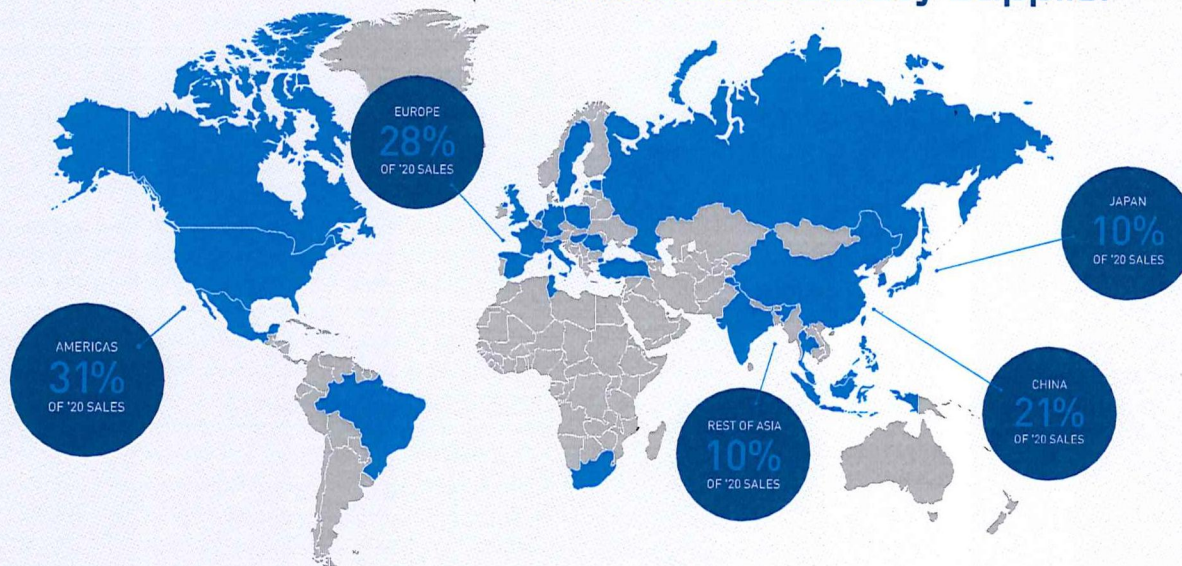 EUROPE
28%
OF '20 SALES
JAPAN
10%
OF '20 SALES
AMERICAS
31%
OF '20 SALES
CHINA
21%
OF '20 SALES
REST OF ASIA
10%
OF '20 SALES